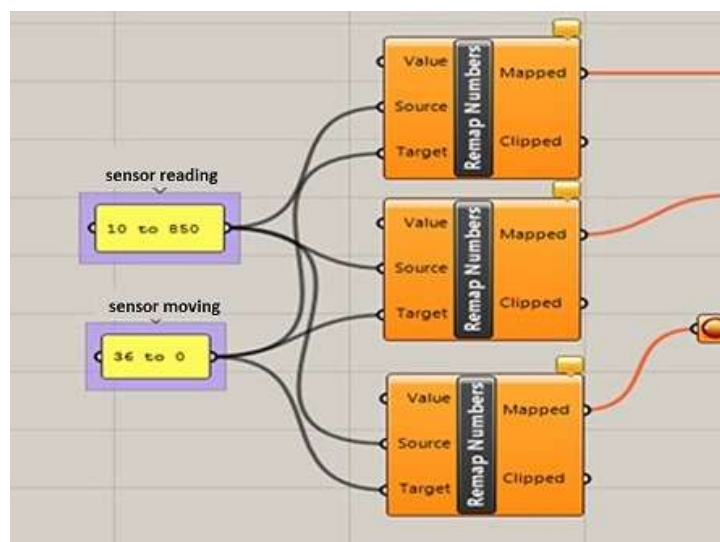 sensor reading
10 to 850
sensor moving
36 to 0
Value
Source
Target
Remap Numbers
Mapped
Clipped
Value
Source
Target
Remap Numbers
Mapped
Clipped
Value
Source
Target
Remap Numbers
Mapped
Clipped